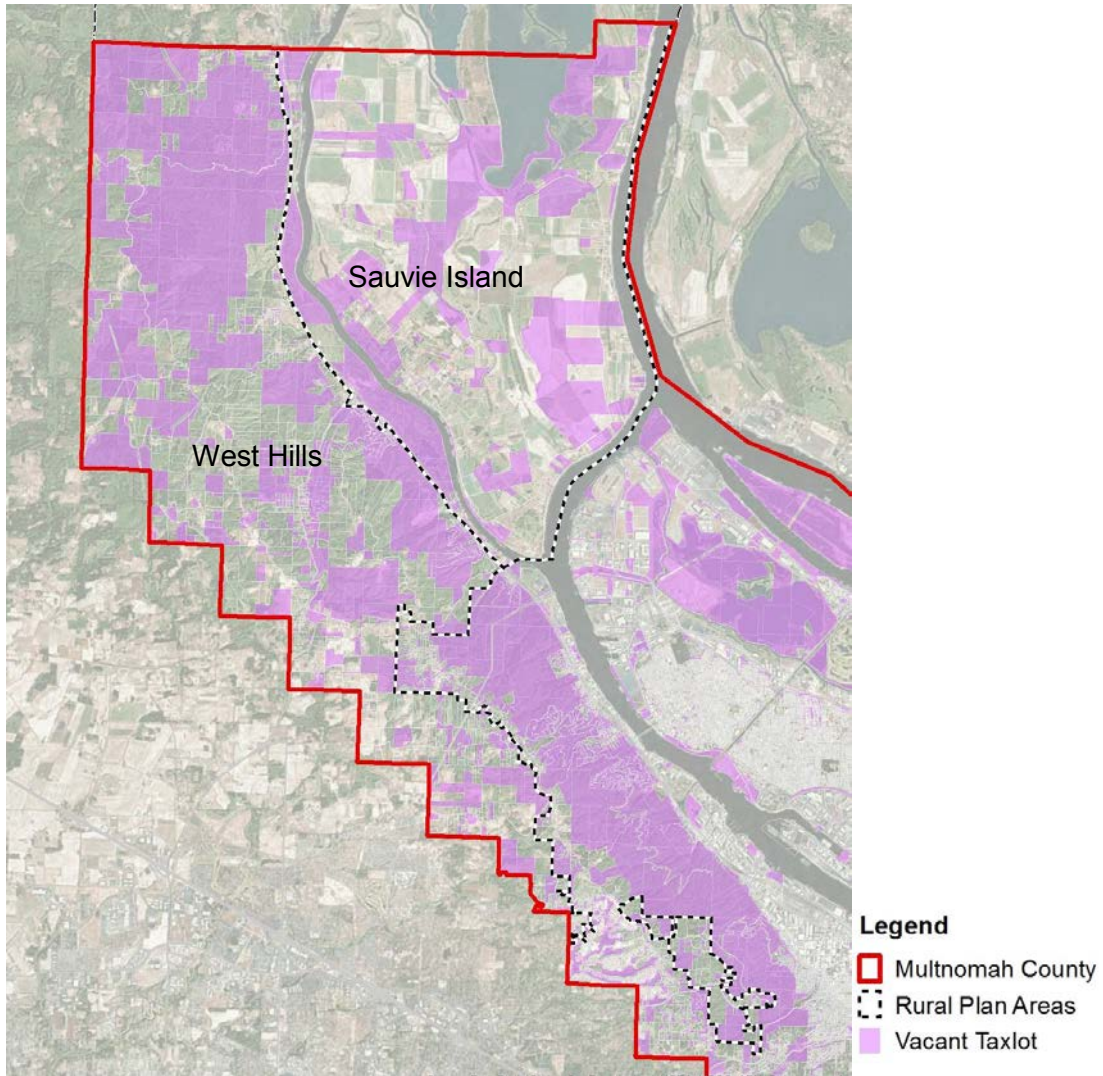 Sauvie Island
West Hills
Legend
Multnomah County
Rural Plan Areas
Vacant Taxlot